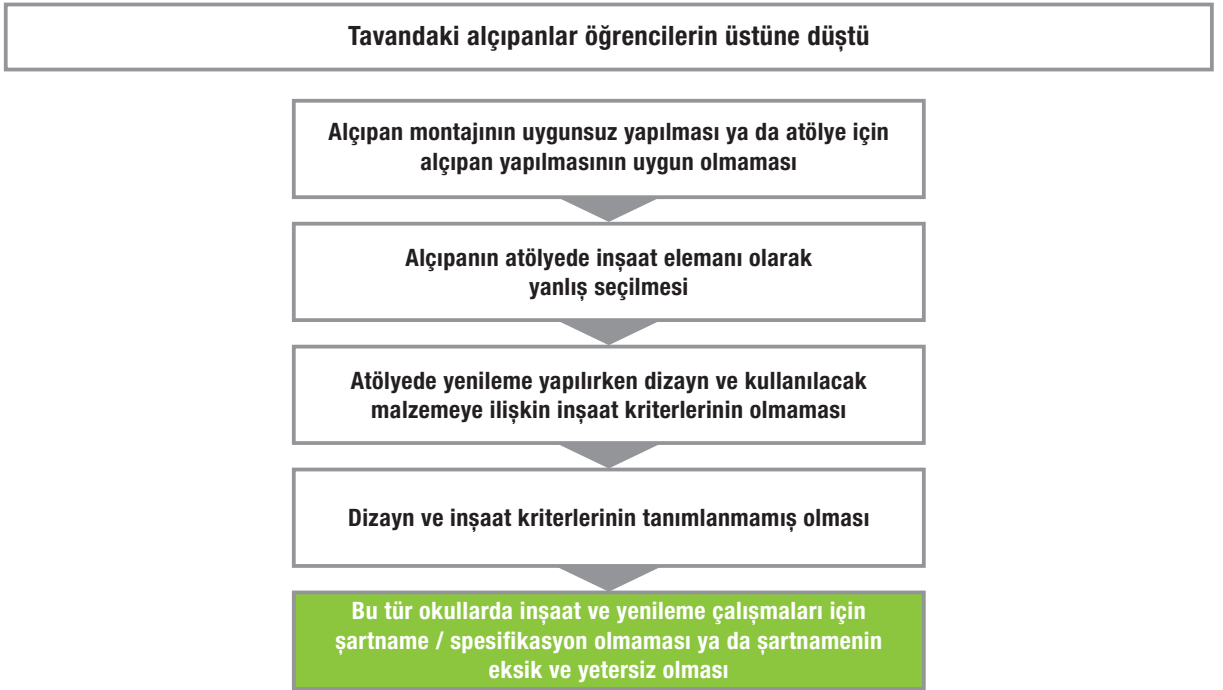 Tavandaki alçıpanlar öğrencilerin üstüne düştü
Alçıpan montajının uygunsuz yapılması ya da atölye için
alçıpan yapılmasının uygun olmaması
Alçıpanın atölyede inşaat elemanı olarak
yanlış seçilmesi
Atölyede yenileme yapılırken dizayn ve kullanılacak
malzemeye ilişkin inşaat kriterlerinin olmaması
Dizayn ve inşaat kriterlerinin tanımlanmamış olması
Bu tür okullarda inşaat ve yenileme çalışmaları için
şartname / spesifikasyon olmaması ya da şartnamenin
eksik ve yetersiz olması